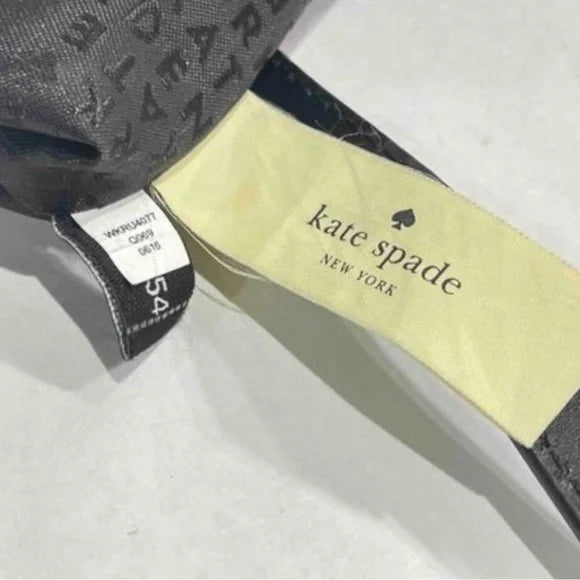 kate spade
NEW YORK
WKRU4077
Q069
0616
54